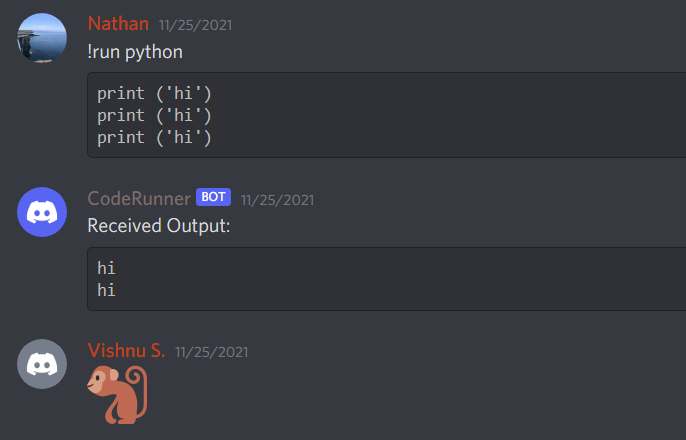 Nathan 11/25/2021
!run python
print ('hi')
print ('hi')
print ('hi')
CodeRunner BOT 11/25/2021
Received Output:
hi
hi
Vishnu S. 11/25/2021